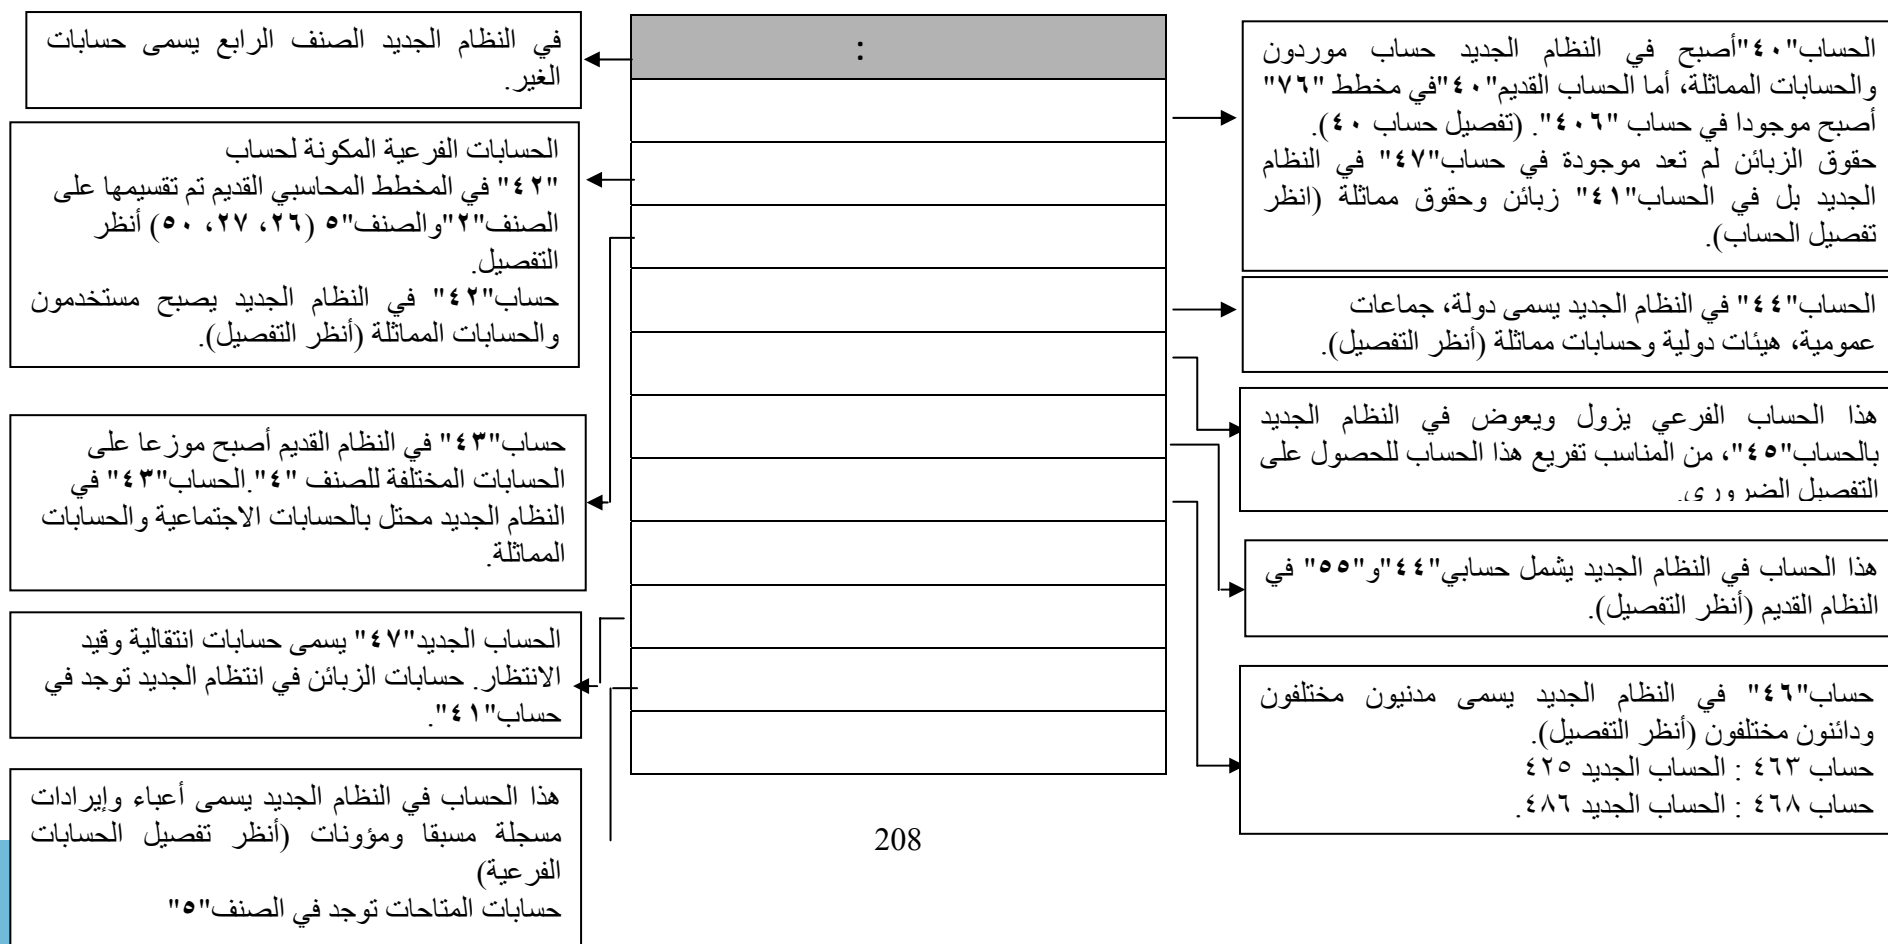 :
الحساب"٤٠"أصبح في النظام الجديد حساب موردون
والحسابات المماثلة، أما الحساب القديم"٤٠"في مخطط "٧٦"
أصبح موجودا في حساب "٤٠٦". (تفصيل حساب ٤٠).
حقوق الزبائن لم تعد موجودة في حساب"٤٧" في النظام
الجديد بل في الحساب"٤١" زبائن وحقوق مماثلة (انظر
تفصيل الحساب).
الحساب"٤٤" في النظام الجديد يسمى دولة، جماعات
عمومية، هيئات دولية وحسابات مماثلة (أنظر التفصيل).
هذا الحساب الفرعي يزول ويعوض في النظام الجديد
بالحساب"٤٥"، من المناسب تفريع هذا الحساب للحصول على
التفصيل الضروري.
هذا الحساب في النظام الجديد يشمل حسابي"٤٤"و"٥٥" في
النظام القديم (أنظر التفصيل).
حساب"٤٦" في النظام الجديد يسمى مدنيون مختلفون
ودائنون مختلفون (أنظر التفصيل).
حساب ٤٦٣ : الحساب الجديد ٤٢٥
حساب ٤٦٨ : الحساب الجديد ٤٨٦.
في النظام الجديد الصنف الرابع يسمى حسابات
الغير.
الحسابات الفرعية المكونة لحساب
"٤٢" في المخطط المحاسبي القديم تم تقسيمها على
الصنف"٢"والصنف"٥ (٢٦، ٢٧، ٥٠) أنظر
التفصيل.
حساب"٤٢" في النظام الجديد يصبح مستخدمون
والحسابات المماثلة (أنظر التفصيل).
حساب"٤٣" في النظام القديم أصبح موزعا على
الحسابات المختلفة للصنف "٤".الحساب"٤٣" في
النظام الجديد محتل بالحسابات الاجتماعية والحسابات
المماثلة.
الحساب الجديد"٤٧" يسمى حسابات انتقالية وقيد
الانتظار. حسابات الزبائن في انتظام الجديد توجد في
حساب"٤١".
هذا الحساب في النظام الجديد يسمى أعباء وإيرادات
مسجلة مسبقا ومؤونات (أنظر تفصيل الحسابات
الفرعية)
حسابات المتاحات توجد في الصنف"٥"
208